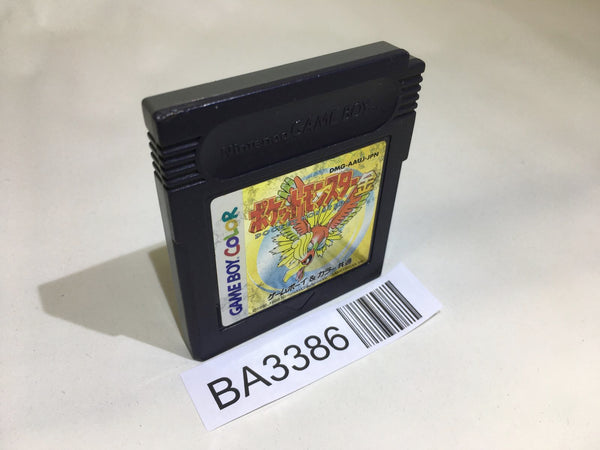 Nintendo GAME BOY
DMG-AAUJ-JPN
ポケットモンスター金
GAME BOY COLOR
ゲームボーイ&カラー共通
BA3386